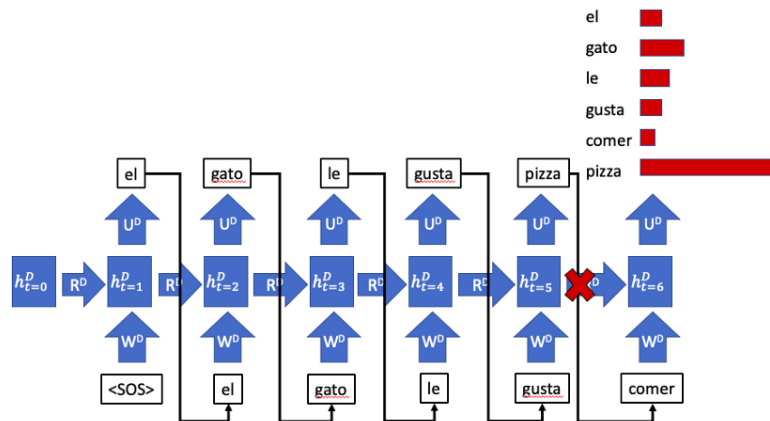 el
gato
le
gusta
comer
pizza
el
gato
le
gusta
pizza
U^D
U^D
U^D
U^D
U^D
U^D
h^D_{t=0}
R^D
h^D_{t=1}
R^D
h^D_{t=2}
R^D
h^D_{t=3}
R^D
h^D_{t=4}
R^D
h^D_{t=5}
D
h^D_{t=6}
W^D
W^D
W^D
W^D
W^D
W^D
<SOS>
el
gato
le
gusta
comer